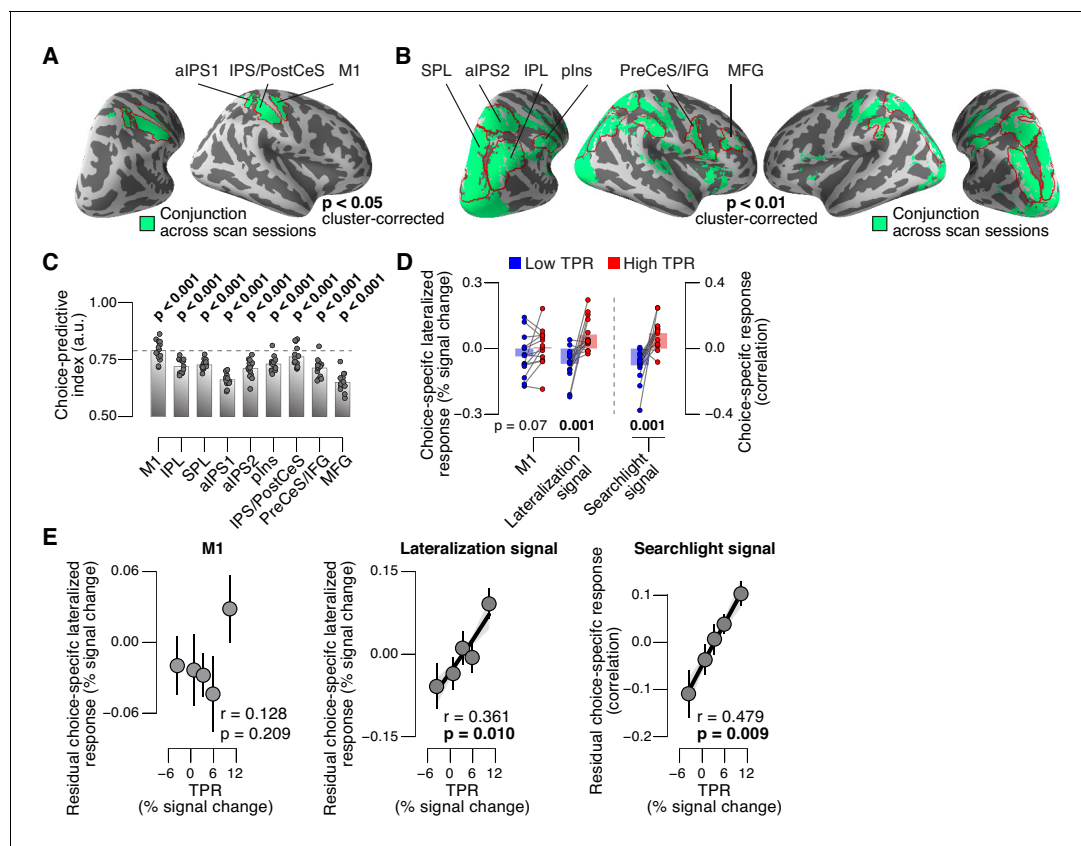 A
aIPS1 IPS/PostCeS M1
p < 0.05
cluster-corrected
Conjunction
across scan sessions
B
SPL aIPS2 IPL pIns PreCeS/IFG MFG
p < 0.01
cluster-corrected
Conjunction
across scan sessions
Conjunction
across scan sessions
C
p < 0.001 p < 0.001 p < 0.001 p < 0.001 p < 0.001 p < 0.001 p < 0.001 p < 0.001 p < 0.001
Choice-predictive
index (a.u.)
1.00
0.75
0.50
M1 IPL SPL aIPS1 aIPS2 pIns IPS/PostCeS PreCeS/IFG MFG
D
Low TPR High TPR
Choice-specifc lateralized
response (% signal change)
0.3
0.0
−0.3
0.4
0.0
−0.4
Choice-specifc response
(correlation)
p = 0.07 0.001 0.001
M1
Lateralization
signal
Searchlight
signal
E
M1
Residual choice-specifc lateralized
response (% signal change)
0.06
0.00
−0.06
r = 0.128
p = 0.209
−6 0 6 12
TPR
(% signal change)
Lateralization signal
Residual choice-specifc lateralized
response (% signal change)
0.15
0.00
−0.15
r = 0.361
p = 0.010
−6 0 6 12
TPR
(% signal change)
Searchlight signal
Residual choice-specifc response
(correlation)
0.1
0.0
−0.1
−0.2
r = 0.479
p = 0.009
−6 0 6 12
TPR
(% signal change)